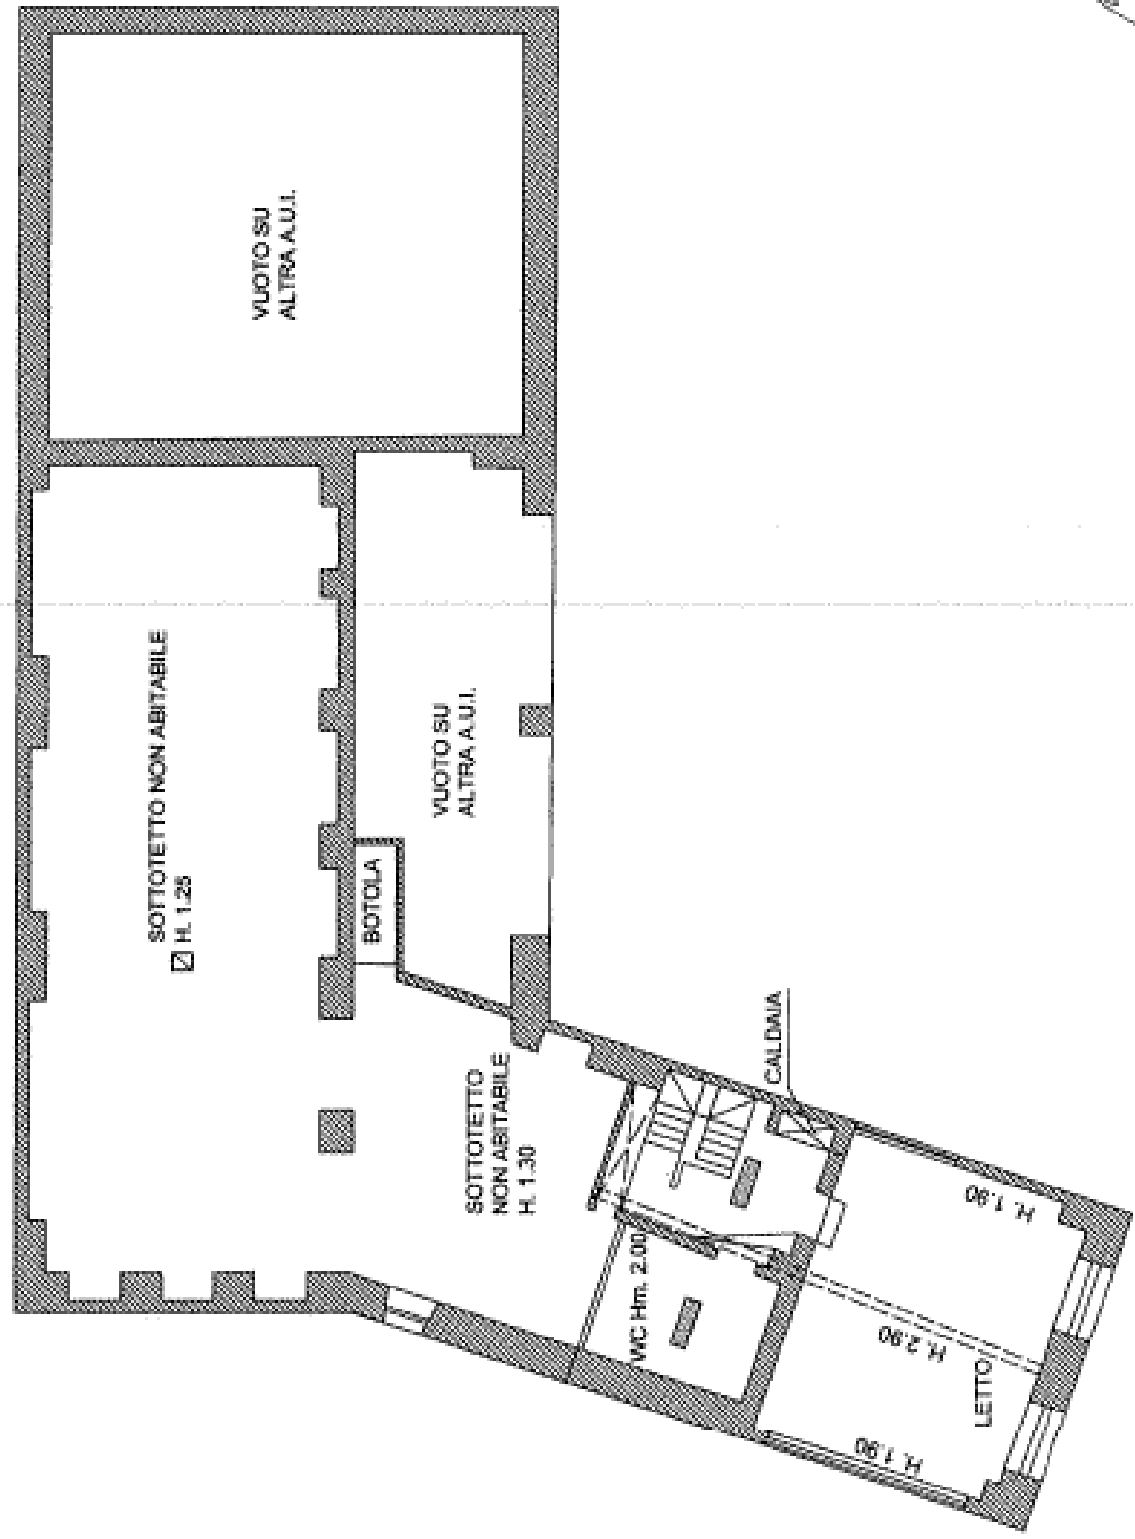 VUOTO SU
ALTRA A.U.I.
SOTTOTETTO NON ABITABILE
H. 1.25
VUOTO SU
ALTRA A.U.I.
BOTOLA
SOTTOTETTO
NON ABITABILE
H. 1.30
CALDAIA
WC Hm. 2.00
H. 1.90
H. 2.90
LETTO
H. 1.90